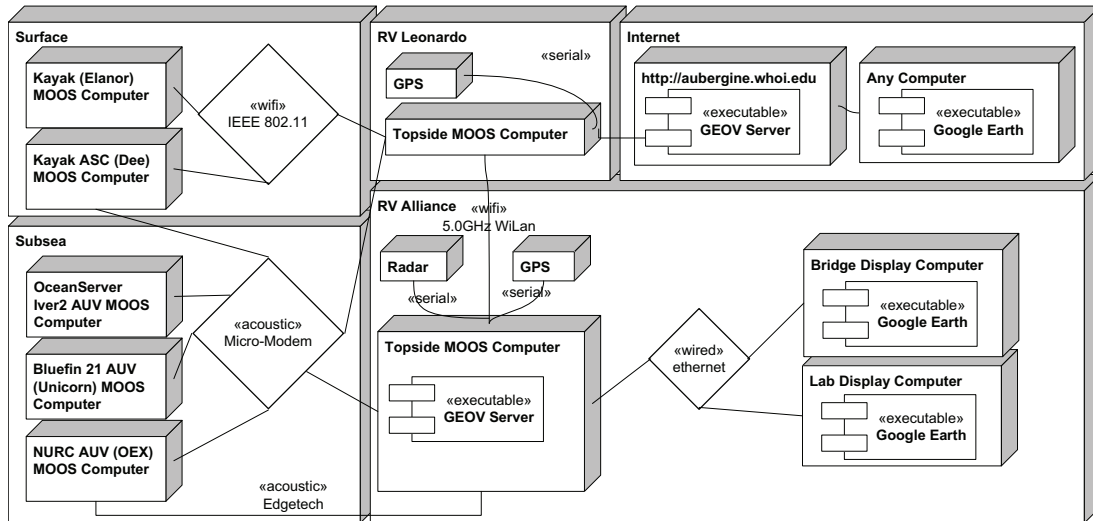 Surface
Kayak (Elanor)
MOOS Computer
Kayak ASC (Dee)
MOOS Computer
«wifi»
IEEE 802.11
RV Leonardo
GPS
«serial»
Topside MOOS Computer
Internet
http://aubergine.whoi.edu
«executable»
GEOV Server
Any Computer
«executable»
Google Earth
Subsea
OceanServer
Iver2 AUV MOOS
Computer
Bluefin 21 AUV
(Unicorn) MOOS
Computer
NURC AUV (OEX)
MOOS Computer
«acoustic»
Micro-Modem
«acoustic»
Edgetech
RV Alliance
«wifi»
5.0GHz WiLan
Radar
GPS
«serial»
«serial»
Topside MOOS Computer
«executable»
GEOV Server
«wired»
ethernet
Bridge Display Computer
«executable»
Google Earth
Lab Display Computer
«executable»
Google Earth